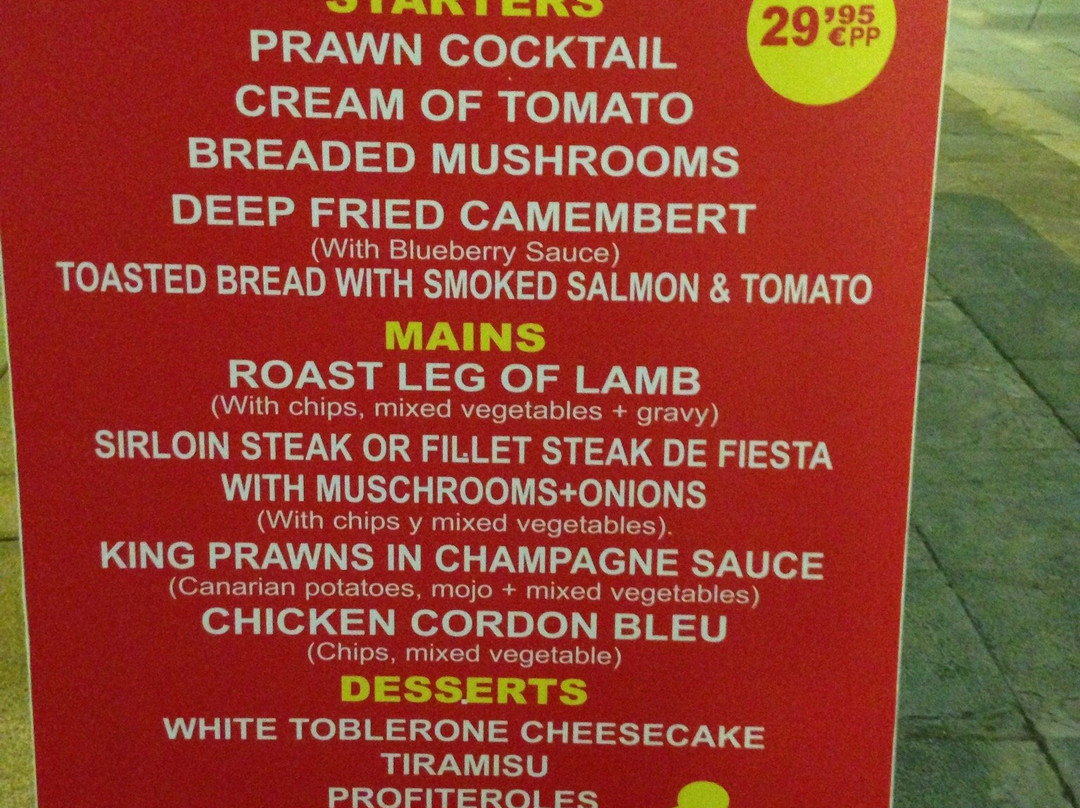 STARTERS
29'95
€PP
PRAWN COCKTAIL
CREAM OF TOMATO
BREADED MUSHROOMS
DEEP FRIED CAMEMBERT
(With Blueberry Sauce)
TOASTED BREAD WITH SMOKED SALMON & TOMATO
MAINS
ROAST LEG OF LAMB
(With chips, mixed vegetables + gravy)
SIRLOIN STEAK OR FILLET STEAK DE FIESTA
WITH MUSCHROOMS+ONIONS
(With chips y mixed vegetables).
KING PRAWNS IN CHAMPAGNE SAUCE
(Canarian potatoes, mojo + mixed vegetables)
CHICKEN CORDON BLEU
(Chips, mixed vegetable)
DESSERTS
WHITE TOBLERONE CHEESECAKE
TIRAMISU
PROFITEROLES